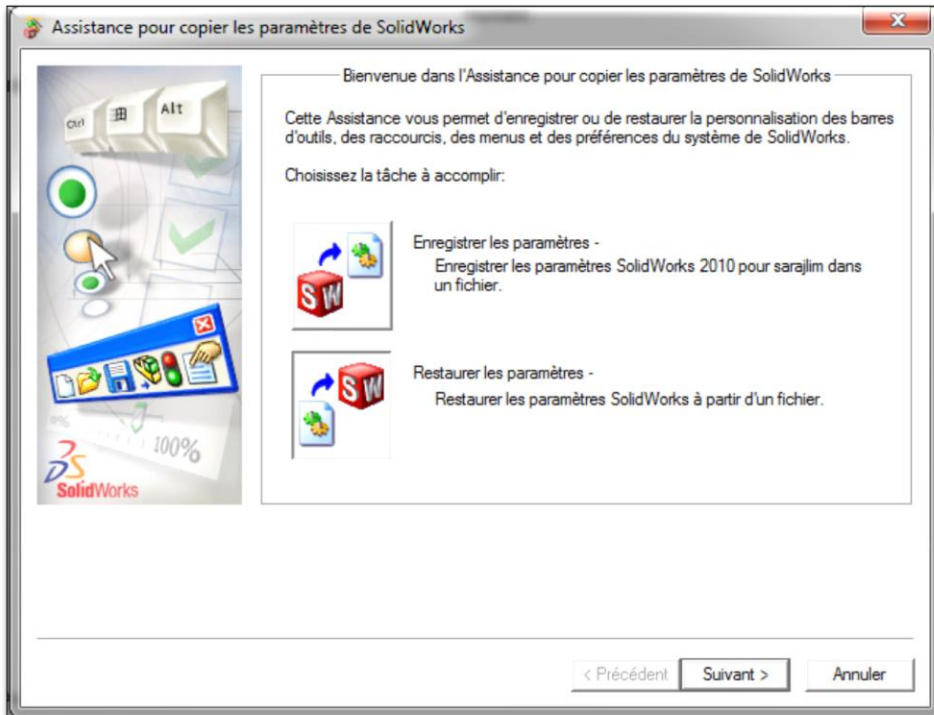 Assistance pour copier les paramètres de SolidWorks
Ctrl
Alt
0%
100%
SolidWorks
Bienvenue dans l'Assistance pour copier les paramètres de SolidWorks
Cette Assistance vous permet d'enregistrer ou de restaurer la personnalisation des barres
d'outils, des raccourcis, des menus et des préférences du système de SolidWorks.
Choisissez la tâche à accomplir:
SW
Enregistrer les paramètres -
Enregistrer les paramètres SolidWorks 2010 pour sarajlim dans
un fichier.
SW
Restaurer les paramètres -
Restaurer les paramètres SolidWorks à partir d'un fichier.
< Précédent
Suivant >
Annuler